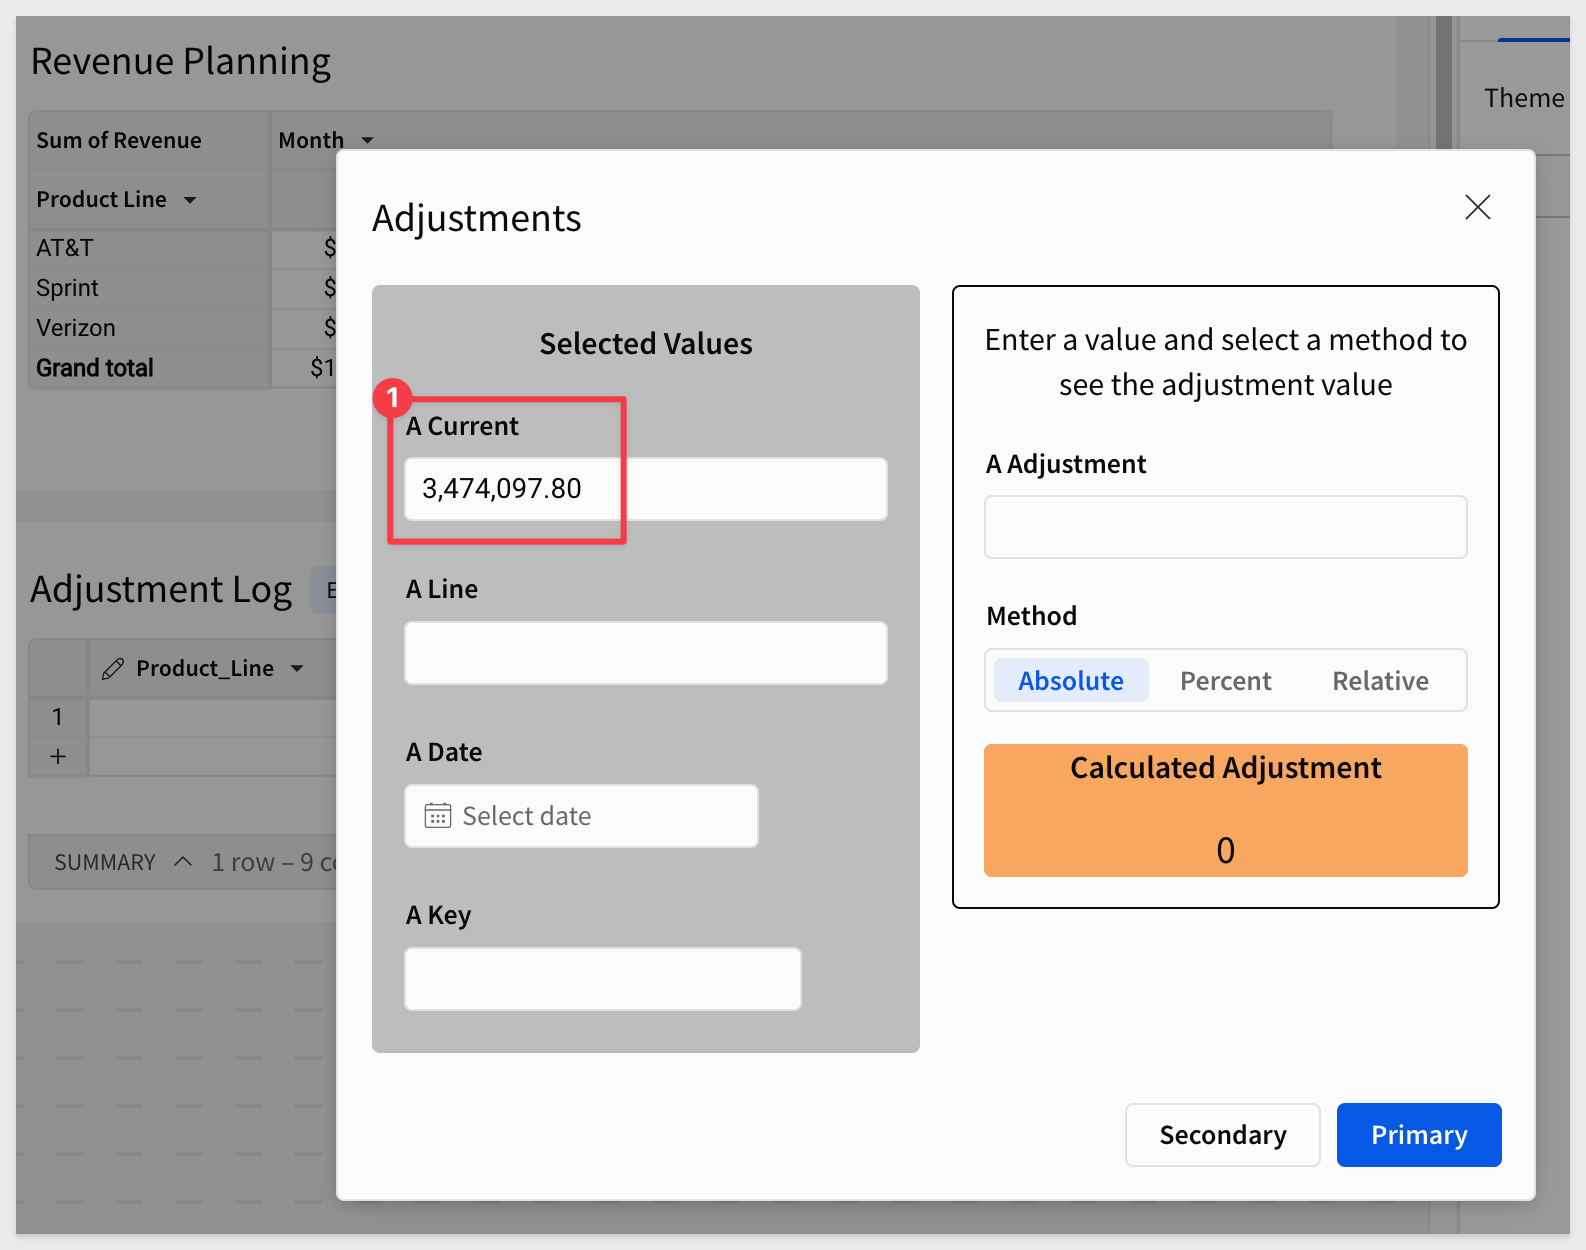 Revenue Planning
Theme
Sum of Revenue
Month
Product Line
AT&T
$
Sprint
$
Verizon
$
Grand total
$1
Adjustment Log
E
Product_Line
1
+
SUMMARY
1 row – 9 co
Adjustments
Selected Values
1
A Current
3,474,097.80
A Line
A Date
Select date
A Key
Enter a value and select a method to
see the adjustment value
A Adjustment
Method
Absolute
Percent
Relative
Calculated Adjustment
0
Secondary
Primary